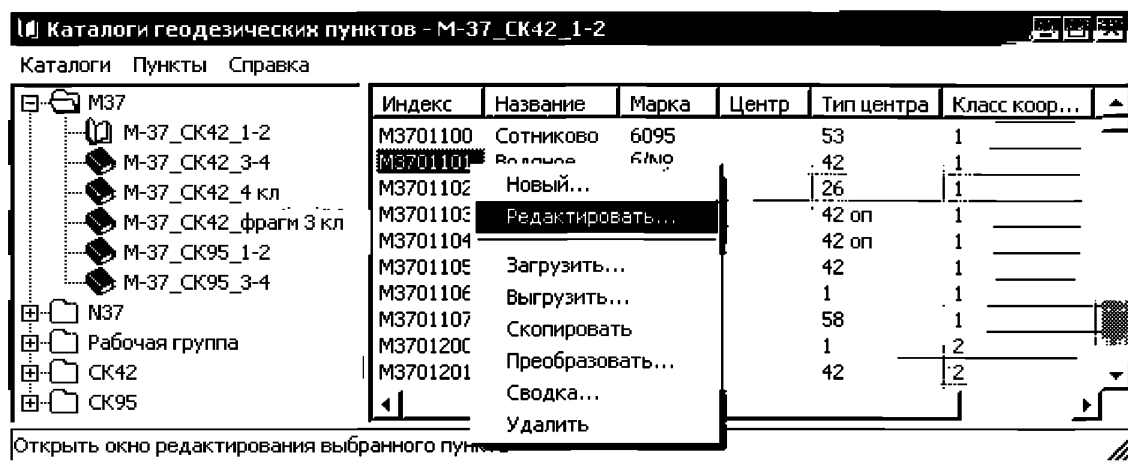 Каталоги геодезических пунктов - М-37_СК42_1-2
Каталоги Пункты Справка
М37
М-37_СК42_1-2
М-37_СК42_3-4
М-37_СК42_4 кл
М-37_СК42_фрагм 3 кл
М-37_СК95_1-2
М-37_СК95_3-4
N37
Рабочая группа
СК42
СК95
Индекс Название Марка Центр Тип центра Класс коор...
М3701100 Сотниково 6095 53 1
М3701101 Водяное б/№ 42 1
М3701102 26 1
М3701103 42 оп 1
М3701104 42 оп 1
М3701105 42 1
М3701106 1 1
М3701107 58 1
М3701200 1 2
М3701201 42 2
Новый...
Редактировать...
Загрузить...
Выгрузить...
Скопировать
Преобразовать...
Сводка...
Удалить
Открыть окно редактирования выбранного